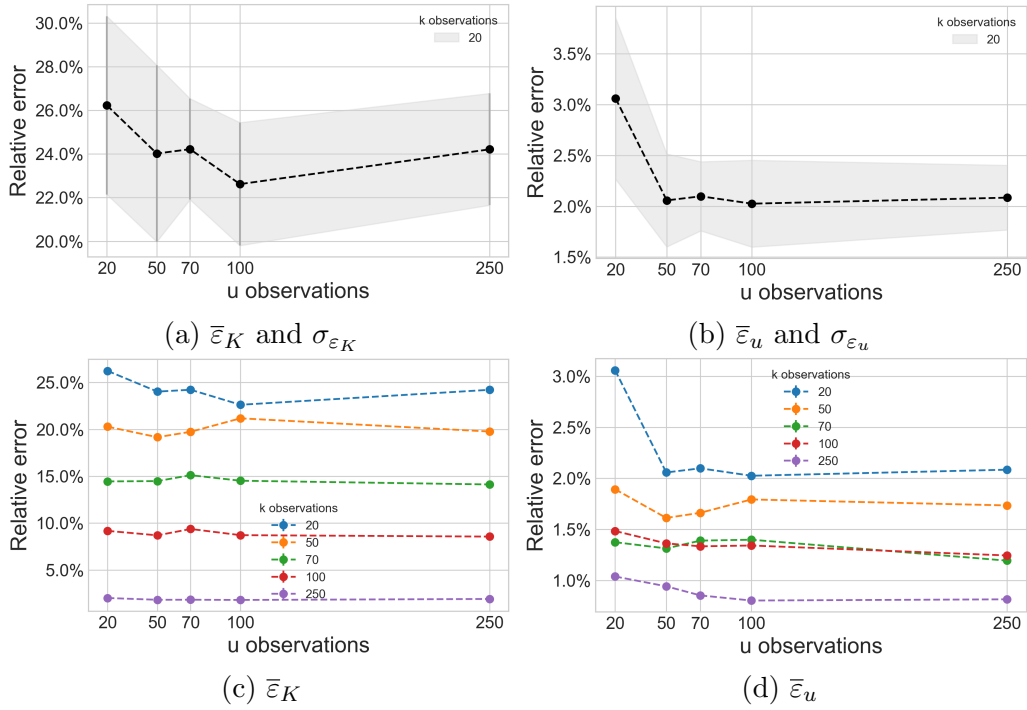 30.0%
28.0%
26.0%
24.0%
22.0%
20.0%
Relative error
k observations
20
20 50 70 100 250
u observations
(a) ε̅_K and σ_{ε_K}
3.5%
3.0%
2.5%
2.0%
1.5%
Relative error
k observations
20
20 50 70 100 250
u observations
(b) ε̅_u and σ_{ε_u}
25.0%
20.0%
15.0%
10.0%
5.0%
Relative error
k observations
20
50
70
100
250
20 50 70 100 250
u observations
(c) ε̅_K
3.0%
2.5%
2.0%
1.5%
1.0%
Relative error
k observations
20
50
70
100
250
20 50 70 100 250
u observations
(d) ε̅_u